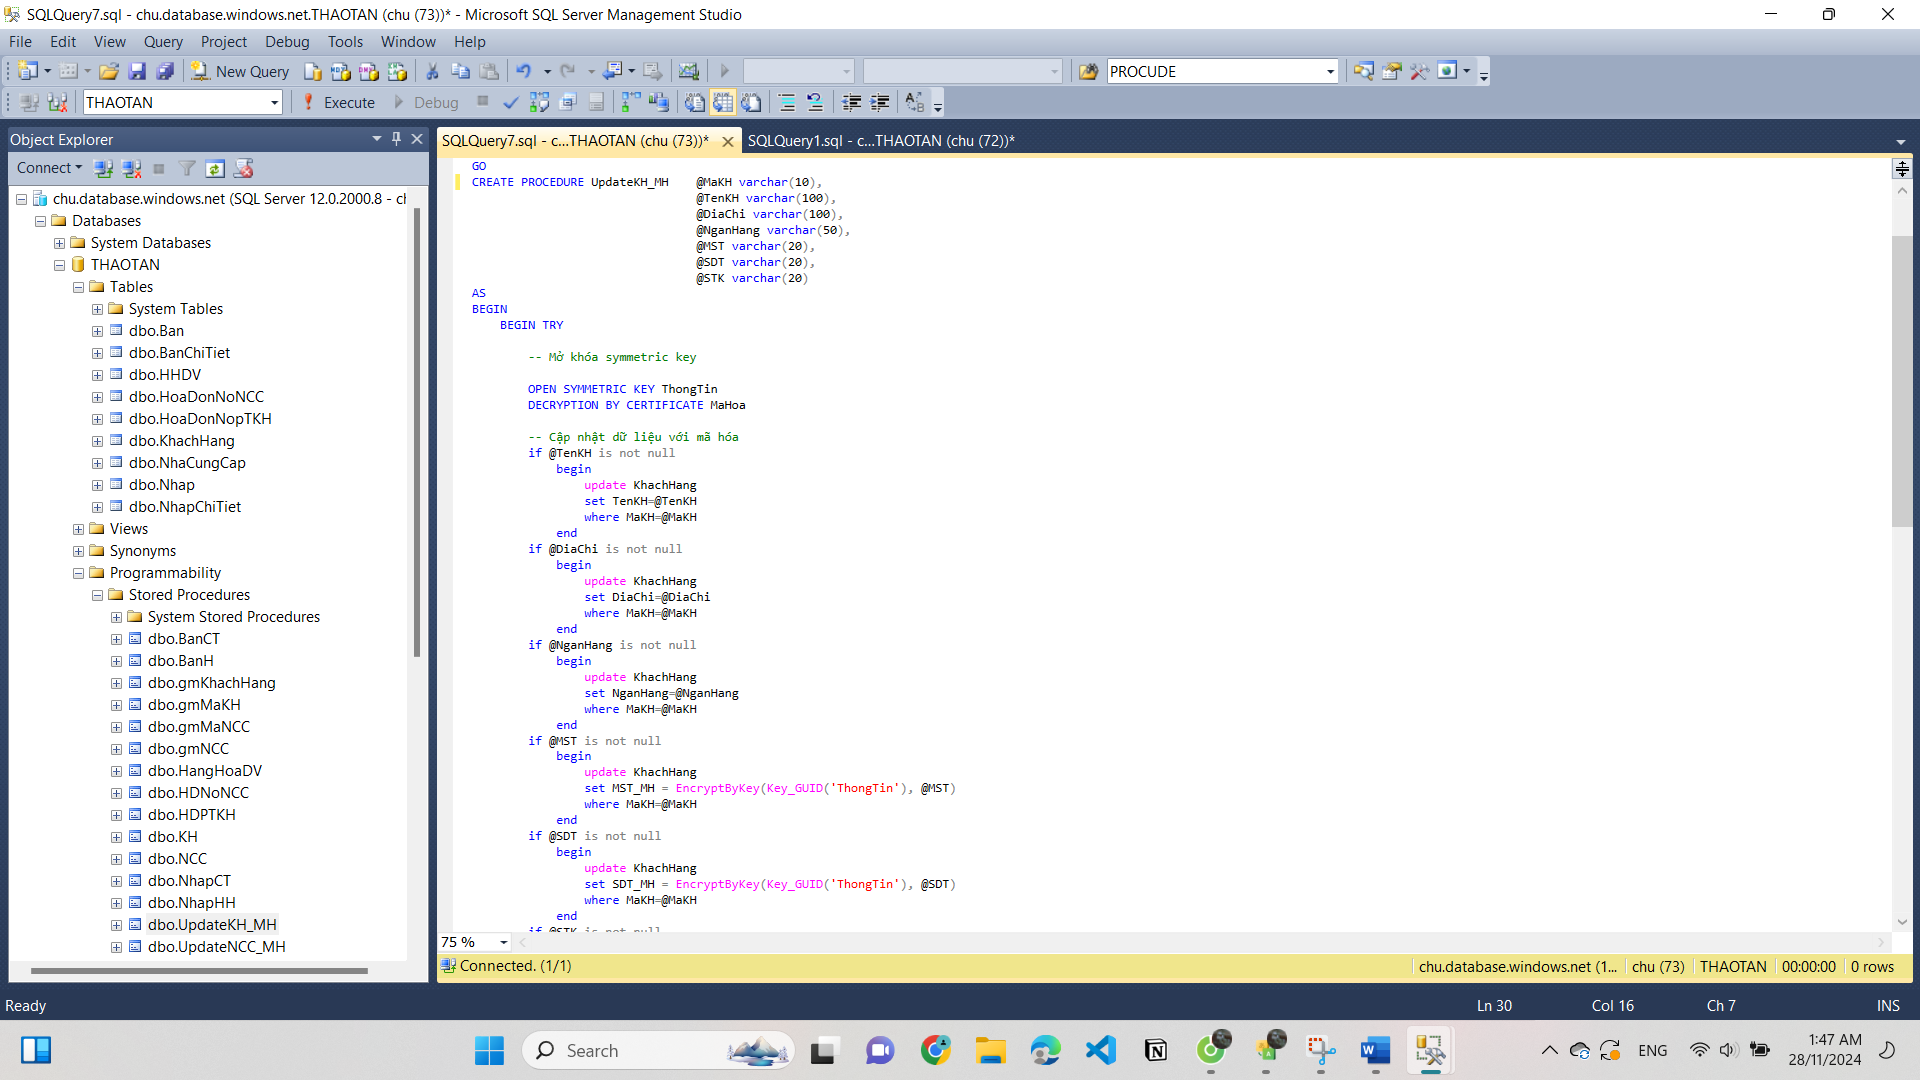 SQLQuery7.sql - chu.database.windows.net.THAOTAN (chu (73))* - Microsoft SQL Server Management Studio
File Edit View Query Project Debug Tools Window Help
New Query
PROCUDE
THAOTAN
Execute
Debug
Object Explorer
Connect
chu.database.windows.net (SQL Server 12.0.2000.8 - cl
Databases
System Databases
THAOTAN
Tables
System Tables
dbo.Ban
dbo.BanChiTiet
dbo.HHDV
dbo.HoaDonNoNCC
dbo.HoaDonNopTKH
dbo.KhachHang
dbo.NhaCungCap
dbo.Nhap
dbo.NhapChiTiet
Views
Synonyms
Programmability
Stored Procedures
System Stored Procedures
dbo.BanCT
dbo.BanH
dbo.gmKhachHang
dbo.gmMaKH
dbo.gmMaNCC
dbo.gmNCC
dbo.HangHoaDV
dbo.HDNoNCC
dbo.HDPTKH
dbo.KH
dbo.NCC
dbo.NhapCT
dbo.NhapHH
dbo.UpdateKH_MH
dbo.UpdateNCC_MH
SQLQuery7.sql - c...THAOTAN (chu (73))*
SQLQuery1.sql - c...THAOTAN (chu (72))*
GO
CREATE PROCEDURE UpdateKH_MH @MaKH varchar(10),
@TenKH varchar(100),
@DiaChi varchar(100),
@NganHang varchar(50),
@MST varchar(20),
@SDT varchar(20),
@STK varchar(20)
AS
BEGIN
BEGIN TRY
-- Mở khóa symmetric key
OPEN SYMMETRIC KEY ThongTin
DECRYPTION BY CERTIFICATE MaHoa
-- Cập nhật dữ liệu với mã hóa
if @TenKH is not null
begin
update KhachHang
set TenKH=@TenKH
where MaKH=@MaKH
end
if @DiaChi is not null
begin
update KhachHang
set DiaChi=@DiaChi
where MaKH=@MaKH
end
if @NganHang is not null
begin
update KhachHang
set NganHang=@NganHang
where MaKH=@MaKH
end
if @MST is not null
begin
update KhachHang
set MST_MH = EncryptByKey(Key_GUID('ThongTin'), @MST)
where MaKH=@MaKH
end
if @SDT is not null
begin
update KhachHang
set SDT_MH = EncryptByKey(Key_GUID('ThongTin'), @SDT)
where MaKH=@MaKH
end
if @STK is not null
75 %
Connected. (1/1)
chu.database.windows.net (1...
chu (73)
THAOTAN
00:00:00
0 rows
Ready
Ln 30
Col 16
Ch 7
INS
Search
ENG
1:47 AM
28/11/2024